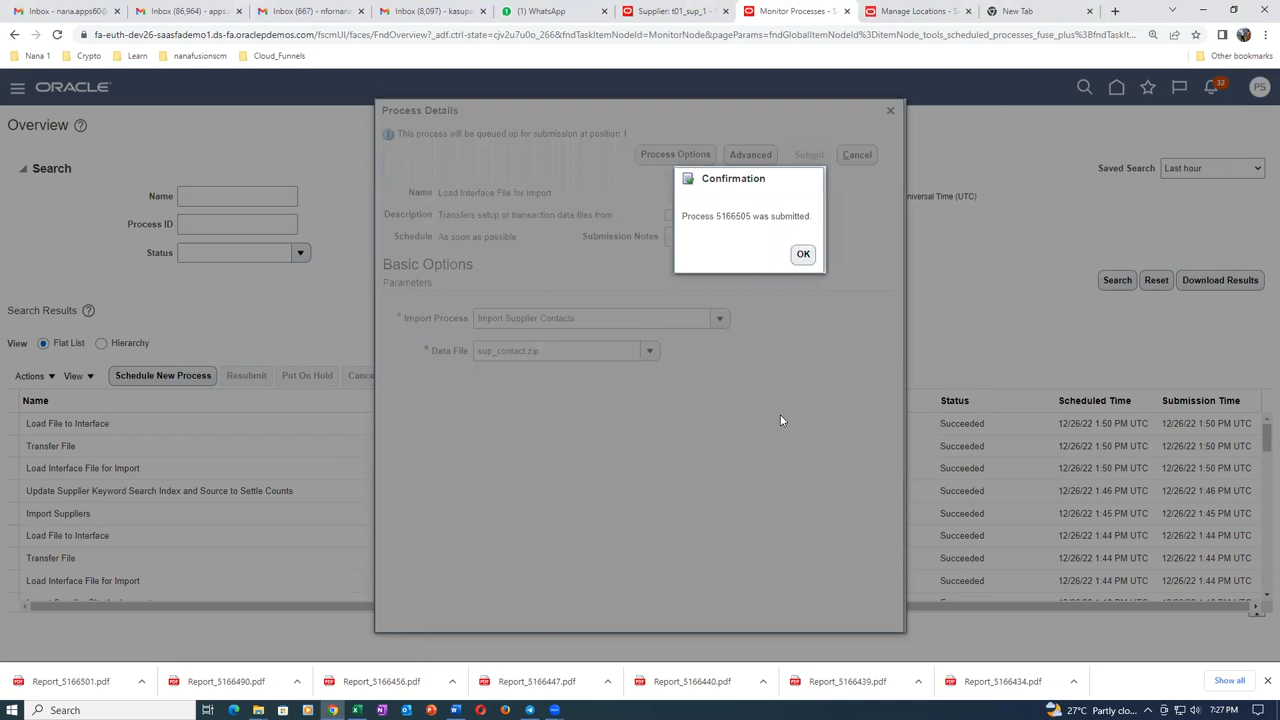 Inbox - nana.apps60@
Inbox (86,964) - apps.
Inbox (667) - nfornana
Inbox (8,097) - kasupa
(1) WhatsApp
Supplier: t01_sup_1 -
Monitor Processes - S
Manage Locations - S
New Tab
fa-euth-dev26-saasfademo1.ds-fa.oraclepdemos.com/fscmUI/faces/FndOverview?_adf.ctrl-state=cjv2u7u0o_266&fndTaskItemNodeId=MonitorNode&pageParams=fndGlobalItemNodeId%3DitemNode_tools_scheduled_processes_fuse_plus%3BfndTaskItemNodeId%3DMonit...
Nana 1
Crypto
Learn
nanafusionscm
Cloud_Funnels
Other bookmarks
ORACLE
32
PS
Overview
Search
Saved Search
Last hour
Name
niversal Time (UTC)
Process ID
Status
Search
Reset
Download Results
Search Results
View
Flat List
Hierarchy
Actions
View
Schedule New Process
Resubmit
Put On Hold
Cance
Name
Status
Scheduled Time
Submission Time
Load File to Interface
Succeeded
12/26/22 1:50 PM UTC
12/26/22 1:50 PM UTC
Transfer File
Succeeded
12/26/22 1:50 PM UTC
12/26/22 1:50 PM UTC
Load Interface File for Import
Succeeded
12/26/22 1:50 PM UTC
12/26/22 1:50 PM UTC
Update Supplier Keyword Search Index and Source to Settle Counts
Succeeded
12/26/22 1:46 PM UTC
12/26/22 1:46 PM UTC
Import Suppliers
Succeeded
12/26/22 1:45 PM UTC
12/26/22 1:45 PM UTC
Load File to Interface
Succeeded
12/26/22 1:44 PM UTC
12/26/22 1:44 PM UTC
Transfer File
Succeeded
12/26/22 1:44 PM UTC
12/26/22 1:44 PM UTC
Load Interface File for Import
Succeeded
12/26/22 1:44 PM UTC
12/26/22 1:44 PM UTC
Process Details
This process will be queued up for submission at position 1
Process Options
Advanced
Submit
Cancel
Name
Load Interface File for import
Description
Transfers setup or transaction data files from ..
Schedule
As soon as possible
Submission Notes
Basic Options
Parameters
* Import Process
Import Supplier Contacts
* Data File
sup_contact.zip
Confirmation
Process 5166505 was submitted.
OK
Report_5166501.pdf
Report_5166490.pdf
Report_5166456.pdf
Report_5166447.pdf
Report_5166440.pdf
Report_5166439.pdf
Report_5166434.pdf
Show all
Search
27°C Partly clo...
7:27 PM